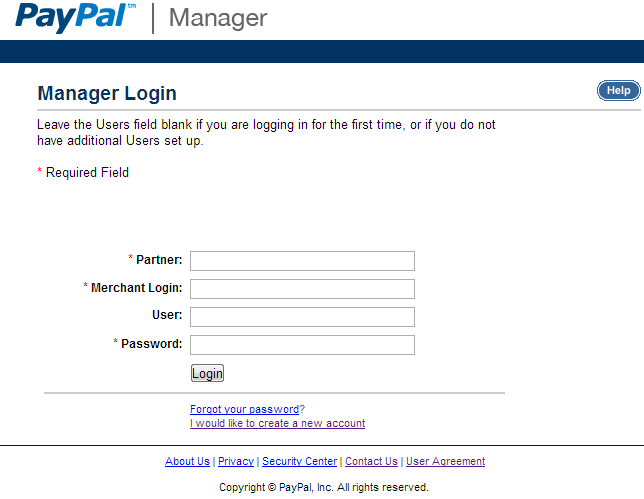 PayPal™ | Manager
Manager Login
Help
Leave the Users field blank if you are logging in for the first time, or if you do not
have additional Users set up.
* Required Field
* Partner:
* Merchant Login:
User:
* Password:
Login
Forgot your password?
I would like to create a new account
About Us | Privacy | Security Center | Contact Us | User Agreement
Copyright © PayPal, Inc. All rights reserved.